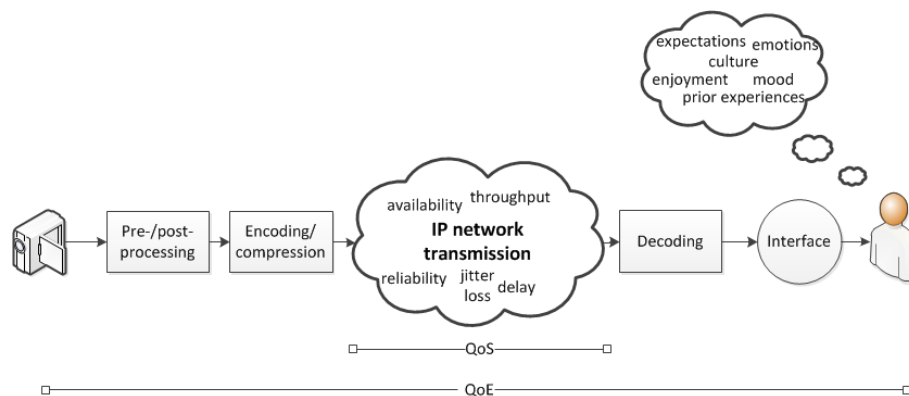 expectations emotions
culture
enjoyment mood
prior experiences
Pre-/post-
processing
Encoding/
compression
availability throughput
IP network
transmission
reliability jitter
loss delay
Decoding
Interface
QoS
QoE